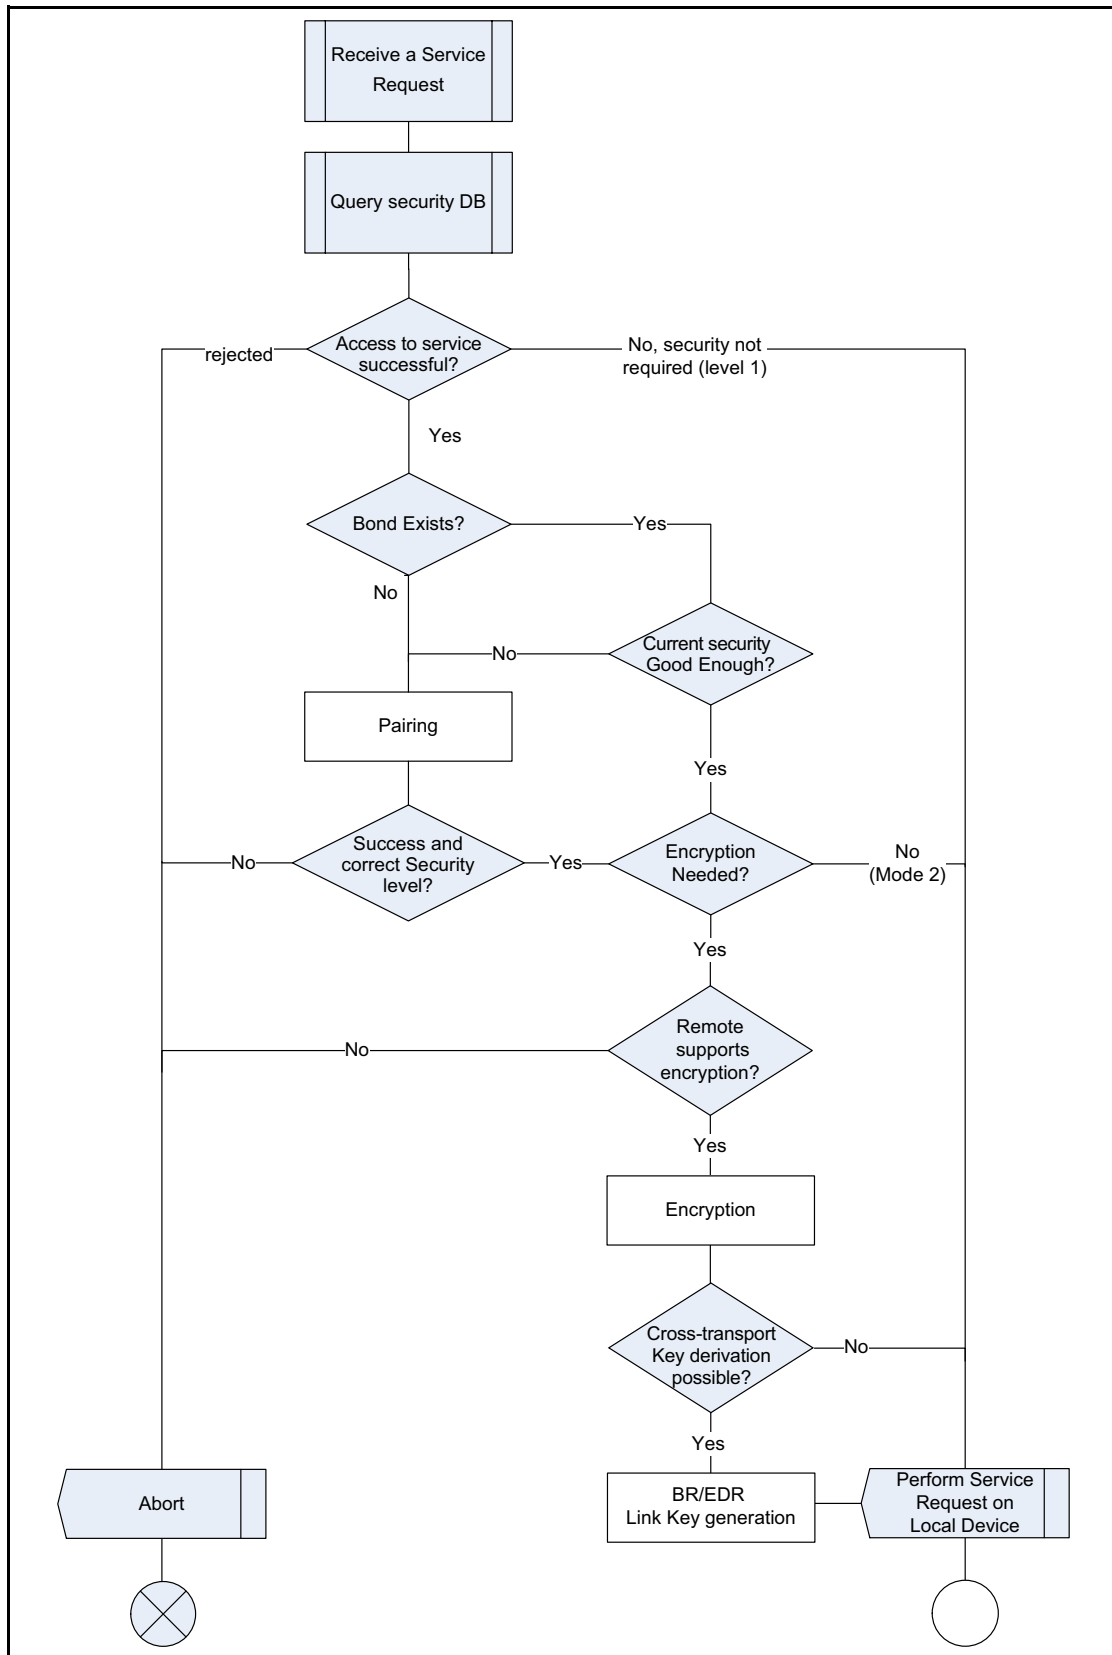 Receive a Service
Request
Query security DB
Access to service
successful?
rejected
No, security not
required (level 1)
Yes
Bond Exists?
Yes
No
Current security
Good Enough?
No
Pairing
Yes
Success and
correct Security
level?
No
Yes
Encryption
Needed?
No
(Mode 2)
Yes
Remote
supports
encryption?
No
Yes
Encryption
Cross-transport
Key derivation
possible?
No
Yes
Abort
BR/EDR
Link Key generation
Perform Service
Request on
Local Device